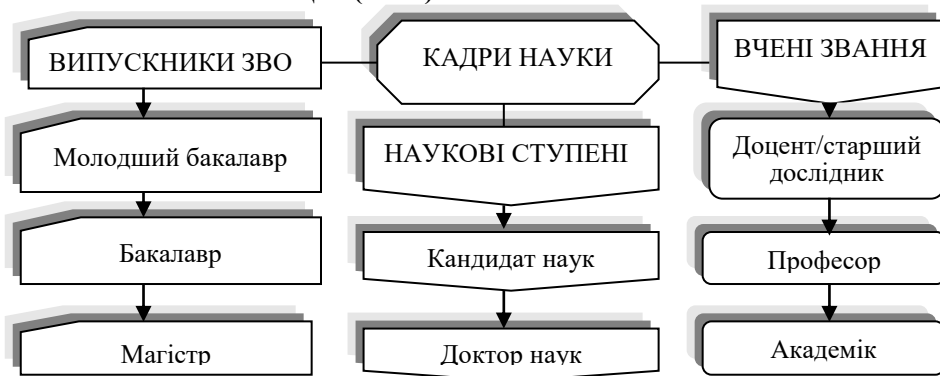 ВИПУСКНИКИ ЗВО
КАДРИ НАУКИ
ВЧЕНІ ЗВАННЯ
Молодший бакалавр
НАУКОВІ СТУПЕНІ
Доцент/старший
дослідник
Бакалавр
Кандидат наук
Професор
Магістр
Доктор наук
Академік